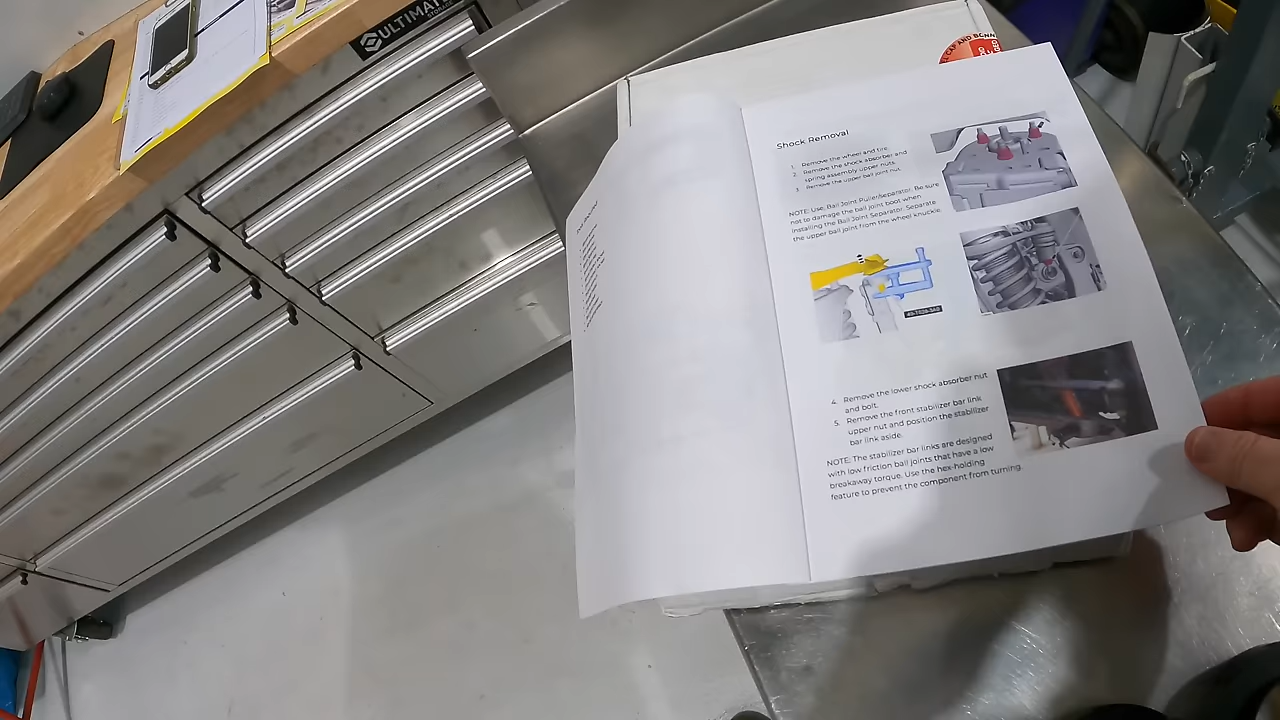 ULTIMA
STORAGE
CAP AND BONN
Shock Removal
1. Remove the wheel and tire.
2. Remove the shock absorber and
spring assembly upper nuts.
3. Remove the upper ball joint nut.
NOTE: Use, Ball Joint Puller/Separator. Be sure
not to damage the ball joint boot when
installing the Ball Joint Separator. Separate
the upper ball joint from the wheel knuckle.
4. Remove the lower shock absorber nut
and bolt.
5. Remove the front stabilizer bar link
upper nut and position the stabilizer
bar link aside.
NOTE: The stabilizer bar links are designed
with low friction ball joints that have a low
breakaway torque. Use the hex-holding
feature to prevent the component from turning.